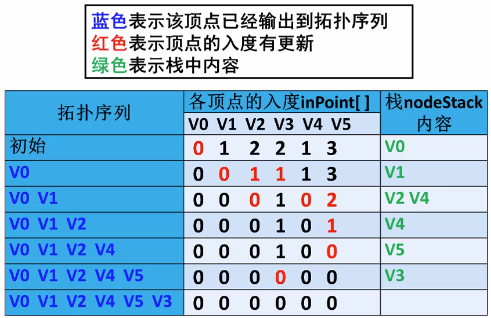 蓝色表示该顶点已经输出到拓扑序列
红色表示顶点的入度有更新
绿色表示栈中内容
拓扑序列 各顶点的入度inPoint[ ] 栈nodeStack内容
V0 V1 V2 V3 V4 V5
初始 0 1 2 2 1 3 V0
V0 0 0 1 1 1 3 V1
V0 V1 0 0 0 1 0 2 V2 V4
V0 V1 V2 0 0 0 1 0 1 V4
V0 V1 V2 V4 0 0 0 1 0 0 V5
V0 V1 V2 V4 V5 0 0 0 0 0 0 V3
V0 V1 V2 V4 V5 V3 0 0 0 0 0 0